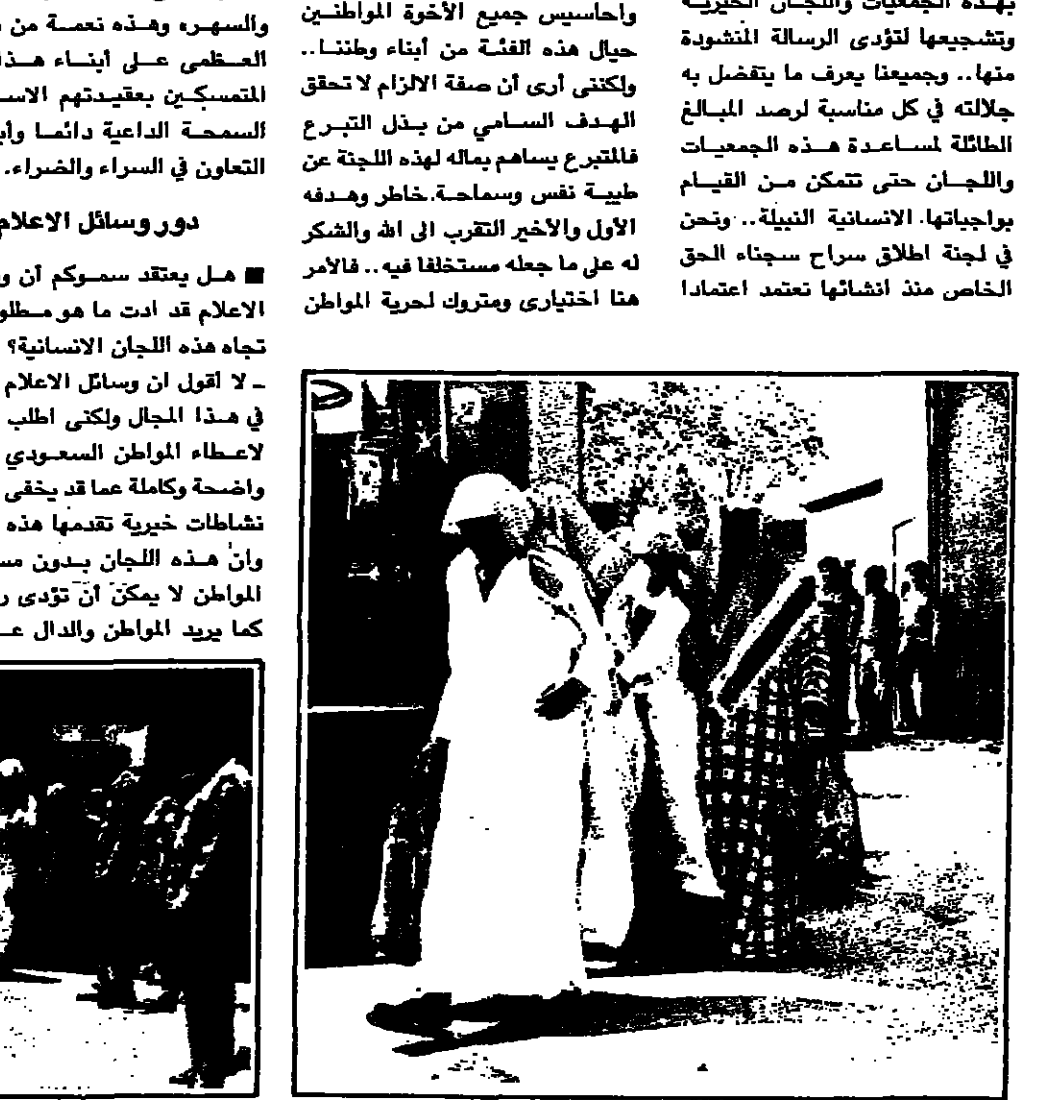 بهذه الجمعيات واللجان الخيرية
وتشجيعها لتؤدى الرسالة المنشودة
منها.. وجميعنا يعرف ما يتفضل به
جلالته في كل مناسبة لرصد المبالغ
الطائلة لمساعدة هذه الجمعيات
واللجان حتى تتمكن من القيام
بواجباتها الانسانية النبيلة.. ونحن
في لجنة اطلاق سراح سجناء الحق
الخاص منذ انشائها نعتمد اعتمادا
واحاسيس جميع الأخوة المواطنين
حيال هذه الفئة من أبناء وطننا..
ولكننى أرى أن صفة الالزام لا تحقق
الهدف السامي من بذل التبرع
فالمتبرع يساهم بماله لهذه اللجنة عن
طيبة نفس وسماحة خاطر وهدفه
الأول والأخير التقرب الى الله والشكر
له على ما جعله مستخلفا فيه.. فالأمر
هنا اختيارى ومتروك لحرية المواطن
والسهره وهذه نعمة من
العظمى على أبناء هذا
المتمسكين بعقيدتهم الاس
السمحة الداعية دائما وأب
التعاون في السراء والضراء.
دور وسائل الاعلام
■ هل يعتقد سموكم أن و
الاعلام قد ادت ما هو مطلو
تجاه هذه اللجان الانسانية؟
ـ لا أقول ان وسائل الاعلام
في هذا المجال ولكنى اطلب
لاعطاء المواطن السعودي
واضحة وكاملة عما قد يخفى
نشاطات خيرية تقدمها هذه
وان هذه اللجان بدون مس
المواطن لا يمكن أن تؤدى ر
كما يريد المواطن والدال عـ